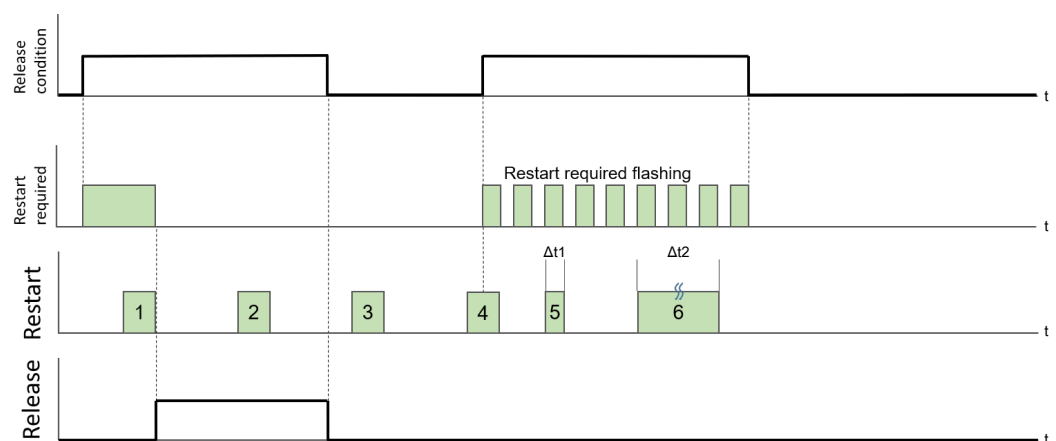 Release
condition
t
Restart
required
Restart required flashing
t
Δt1
Δt2
Restart
1
2
3
4
5
6
t
Release
t